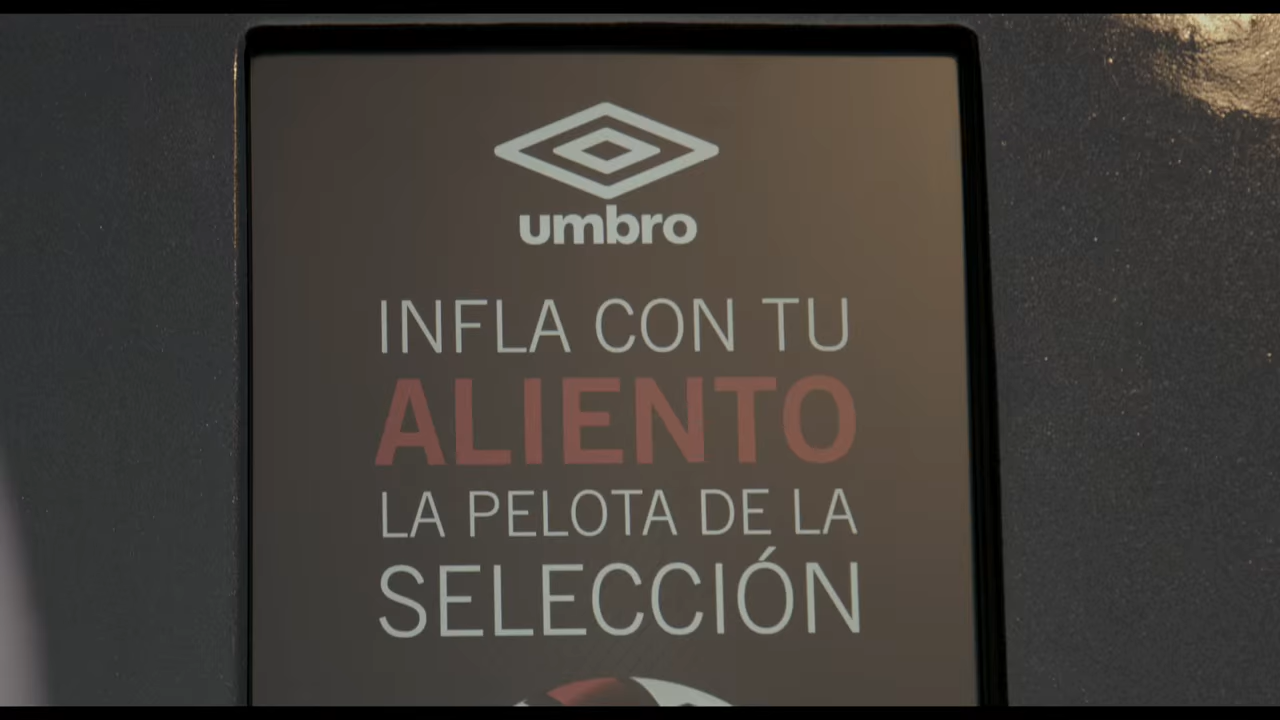 umbro
INFLA CON TU
ALIENTO
LA PELOTA DE LA
SELECCIÓN